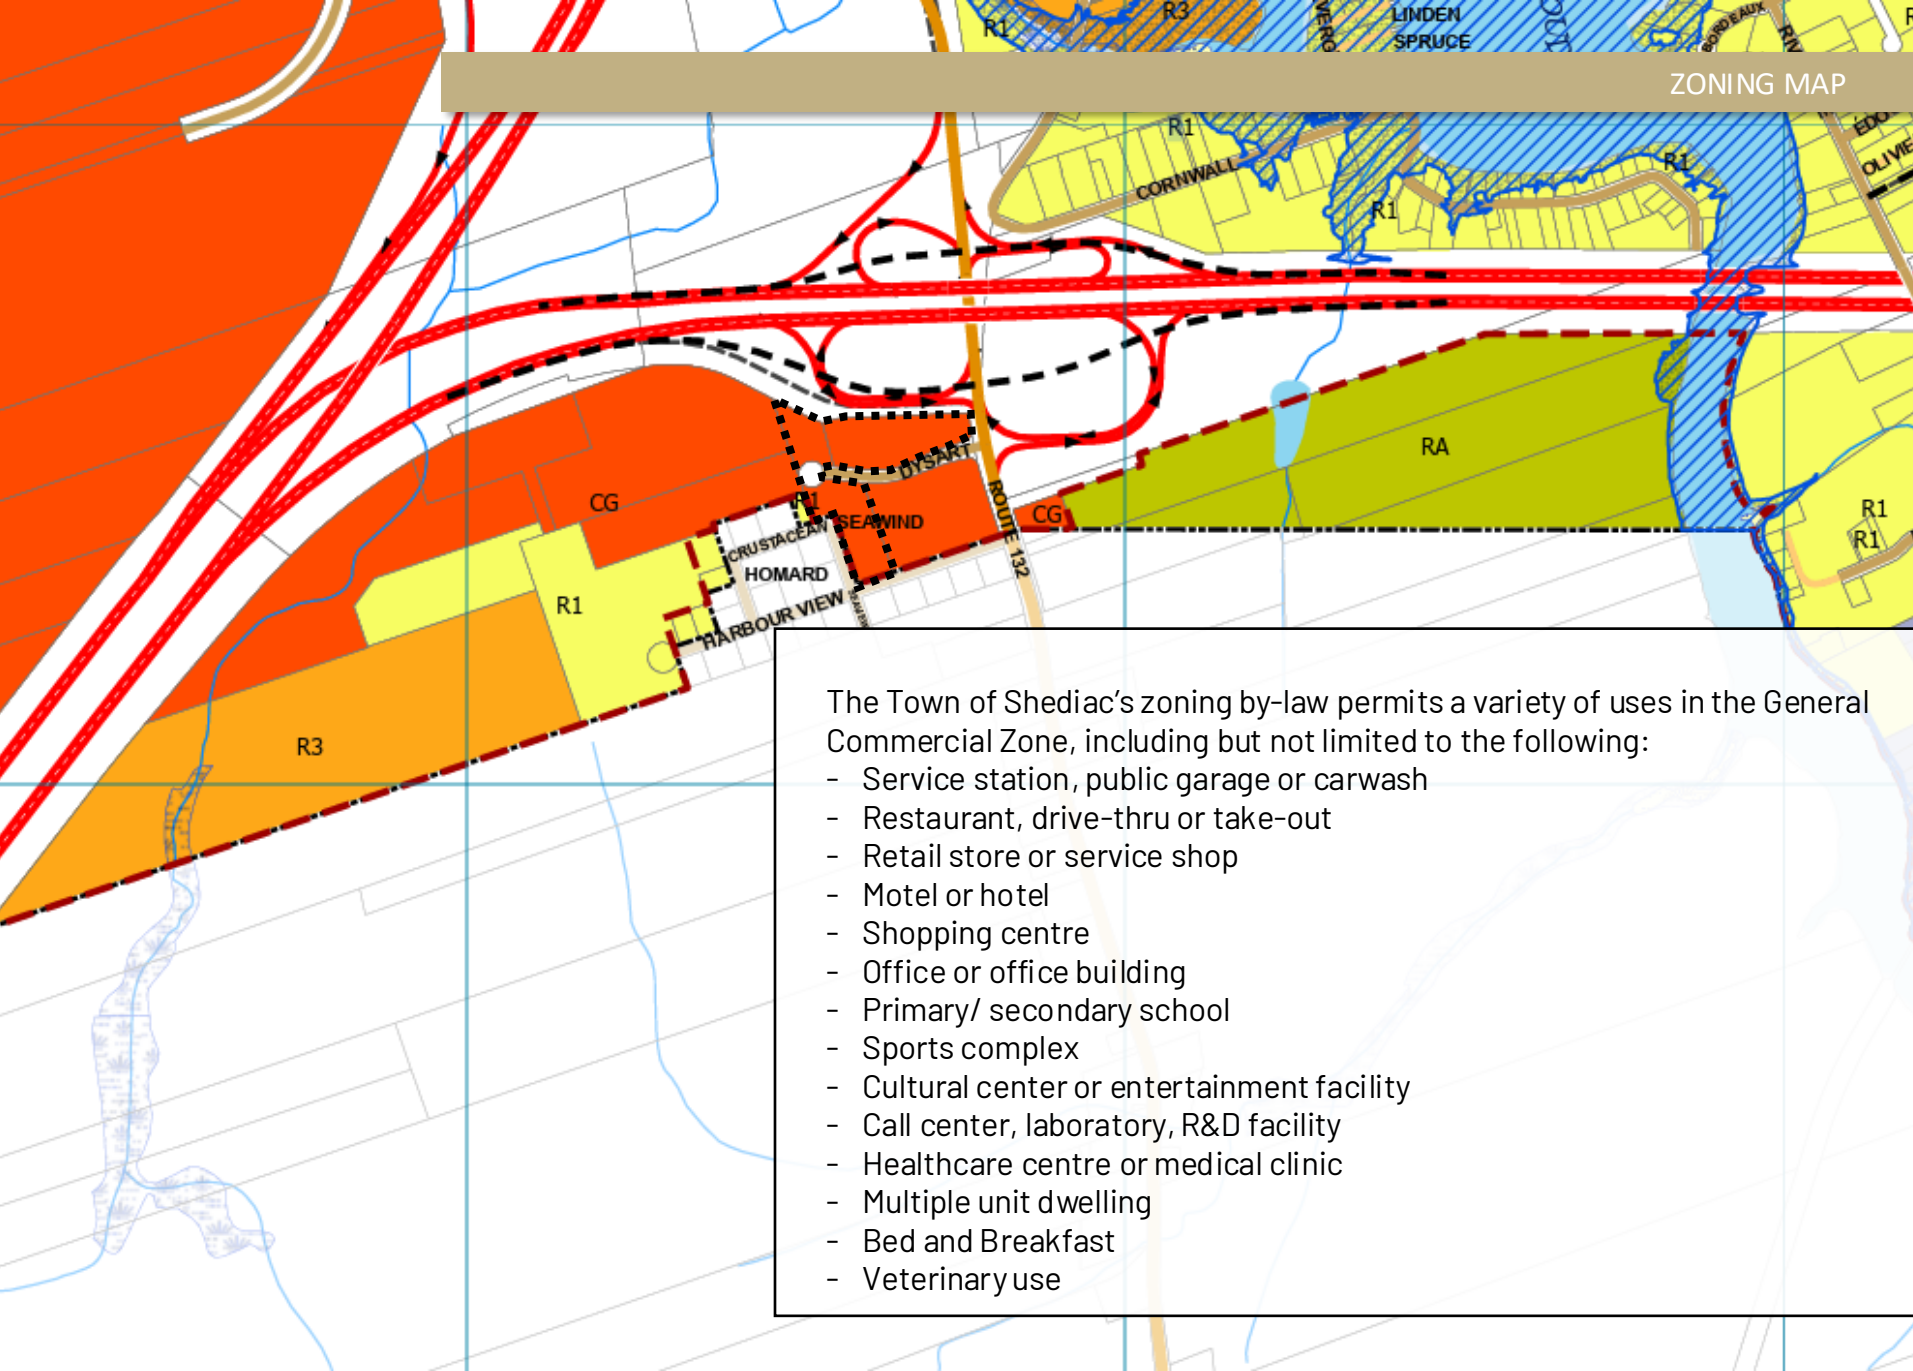 R1
R3
LINDEN
SPRUCE
BORDEAUX
ZONING MAP
R1
CORNWALL
R1
R1
OLIVIE
RA
CG
DYSART
R1
SEAWIND
ROUTE 132
CG
CRUSTACEAN
HOMARD
HARBOUR VIEW
R1
R1
R1
R3
The Town of Shediac's zoning by-law permits a variety of uses in the General
Commercial Zone, including but not limited to the following:
- Service station, public garage or carwash
- Restaurant, drive-thru or take-out
- Retail store or service shop
- Motel or hotel
- Shopping centre
- Office or office building
- Primary/ secondary school
- Sports complex
- Cultural center or entertainment facility
- Call center, laboratory, R&D facility
- Healthcare centre or medical clinic
- Multiple unit dwelling
- Bed and Breakfast
- Veterinary use